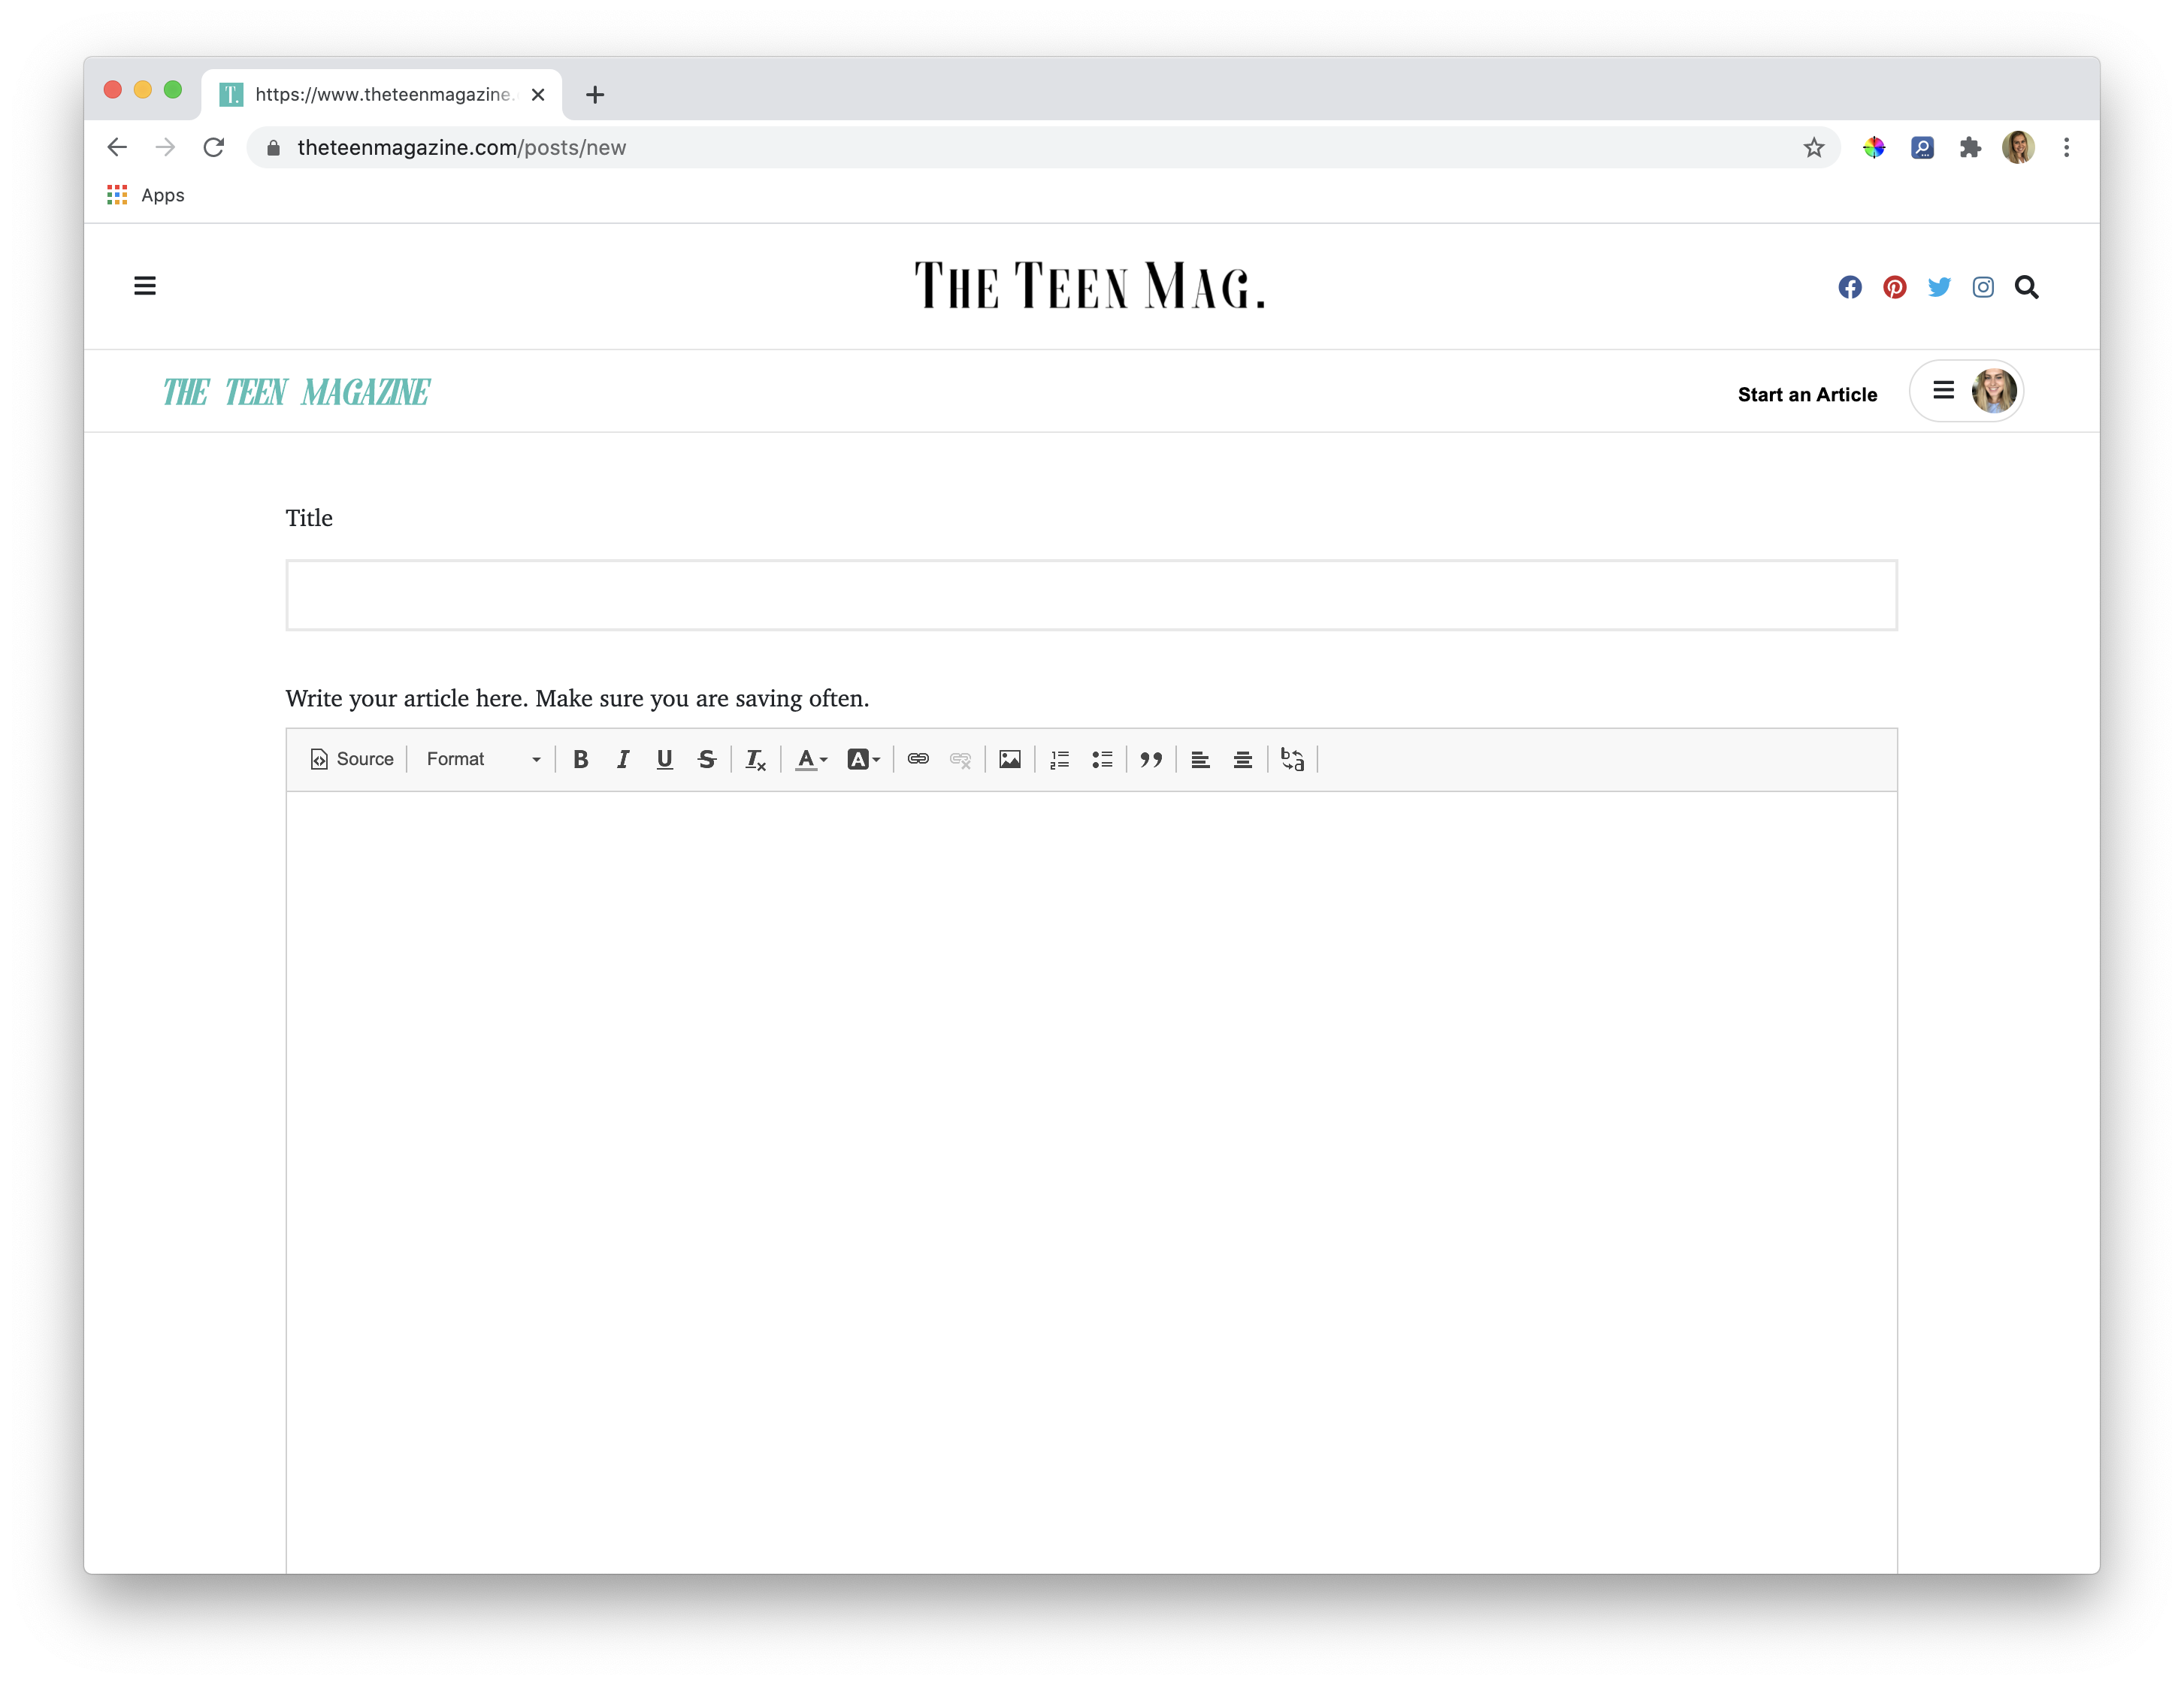 https://www.theteenmagazine.
theteenmagazine.com/posts/new
Apps
THE TEEN MAG.
THE TEEN MAGAZINE
Start an Article
Title
Write your article here. Make sure you are saving often.
Source Format